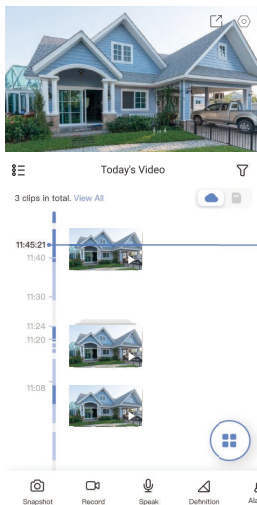 Today's Video
3 clips in total. View All
11:45:21
11:40
11:30
11:24
11:20
11:08
Snapshot
Record
Speak
Definition
Ala